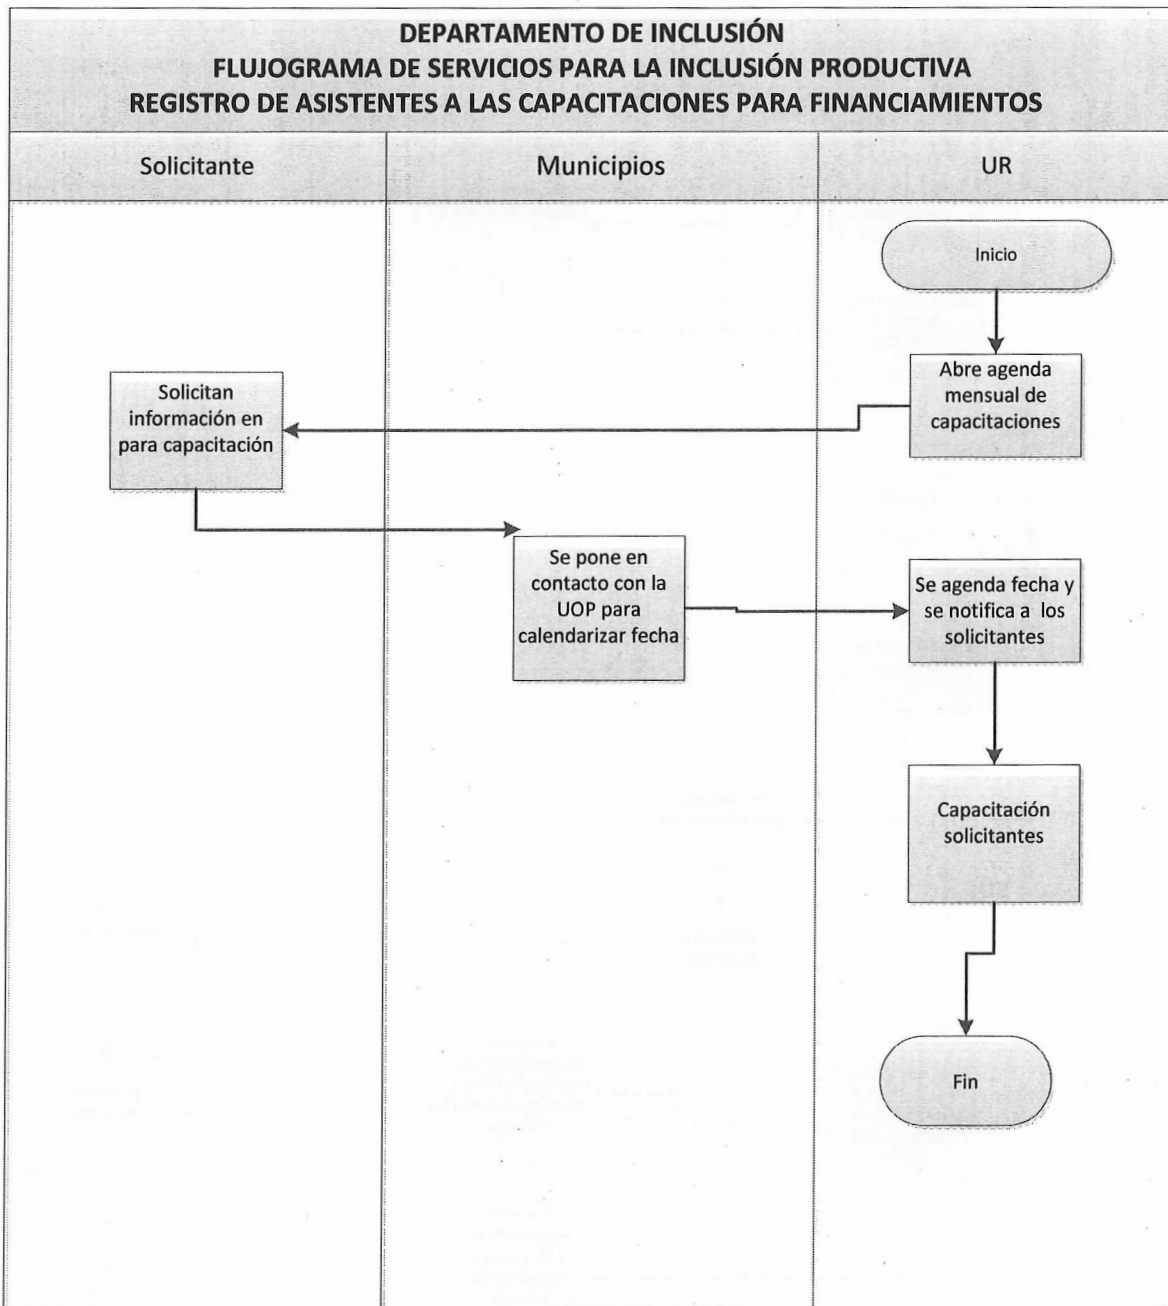 DEPARTAMENTO DE INCLUSIÓN
FLUJOGRAMA DE SERVICIOS PARA LA INCLUSIÓN PRODUCTIVA
REGISTRO DE ASISTENTES A LAS CAPACITACIONES PARA FINANCIAMIENTOS
Solicitante
Municipios
UR
Inicio
Abre agenda
mensual de
capacitaciones
Solicitan
información en
para capacitación
Se pone en
contacto con la
UOP para
calendarizar fecha
Se agenda fecha y
se notifica a los
solicitantes
Capacitación
solicitantes
Fin